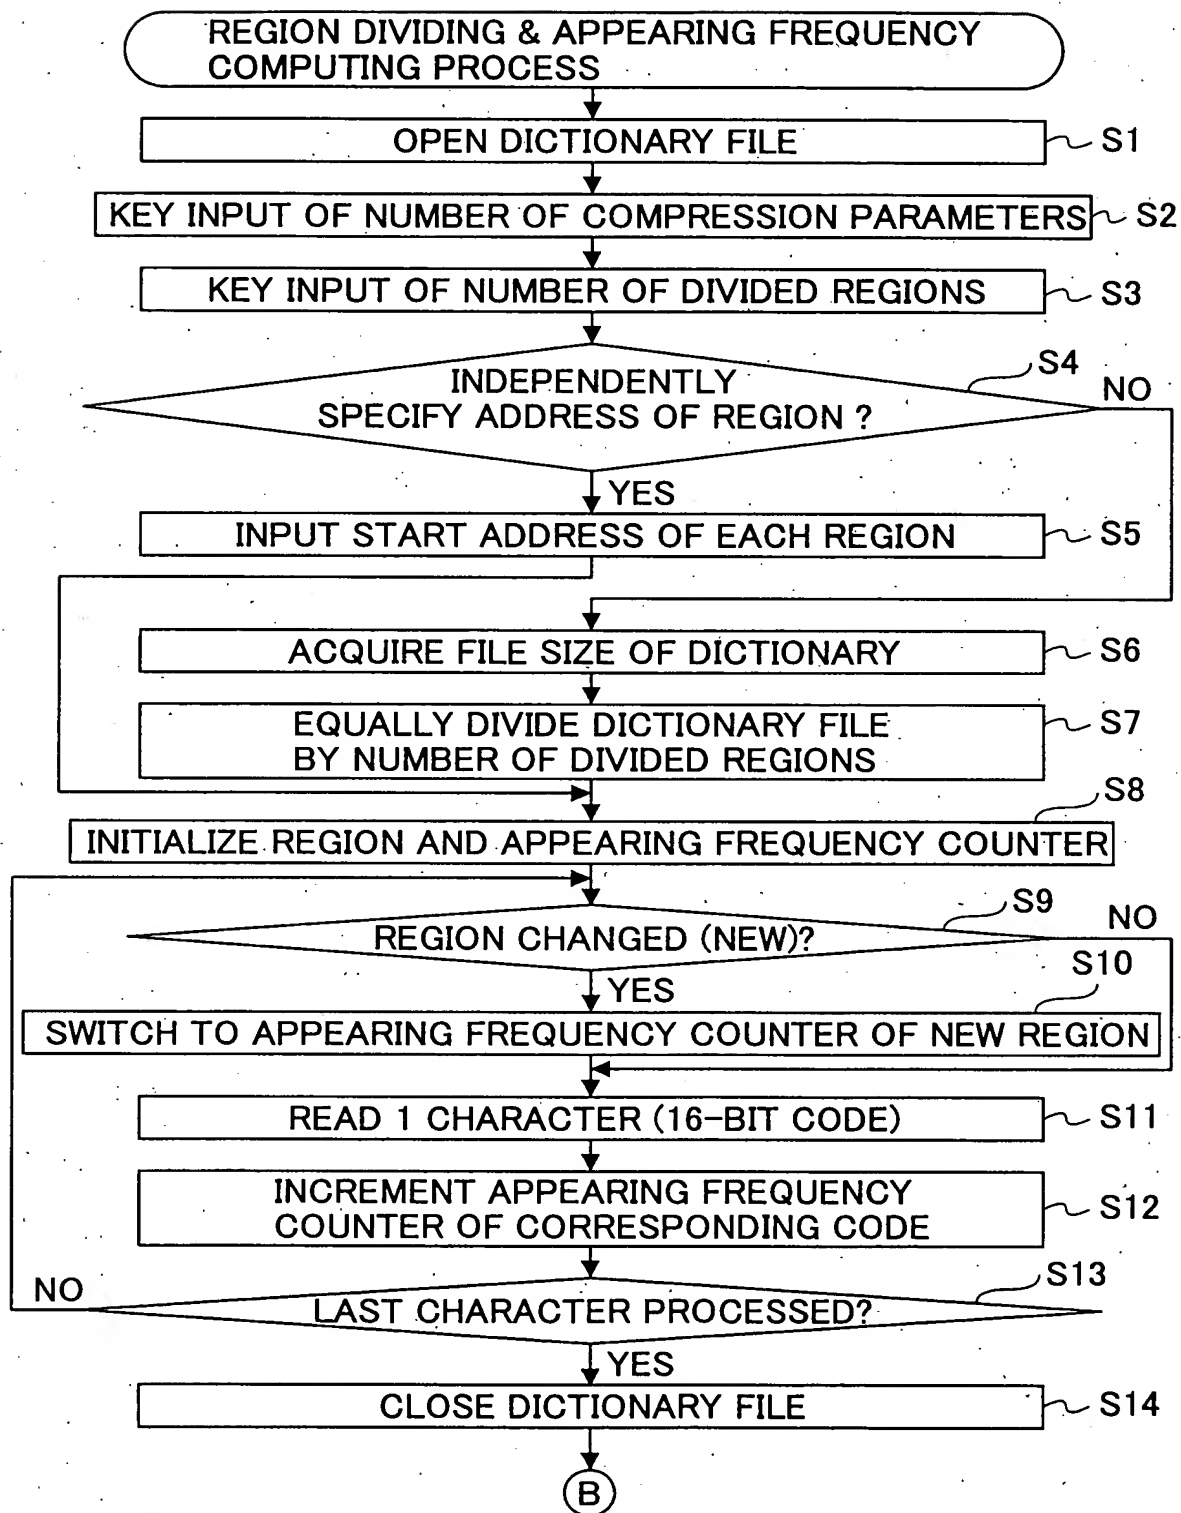 REGION DIVIDING & APPEARING FREQUENCY
COMPUTING PROCESS
OPEN DICTIONARY FILE
S1
KEY INPUT OF NUMBER OF COMPRESSION PARAMETERS
S2
KEY INPUT OF NUMBER OF DIVIDED REGIONS
S3
S4
INDEPENDENTLY
SPECIFY ADDRESS OF REGION ?
NO
YES
INPUT START ADDRESS OF EACH REGION
S5
ACQUIRE FILE SIZE OF DICTIONARY
S6
EQUALLY DIVIDE DICTIONARY FILE
BY NUMBER OF DIVIDED REGIONS
S7
S8
INITIALIZE REGION AND APPEARING FREQUENCY COUNTER
S9
REGION CHANGED (NEW)?
NO
YES
S10
SWITCH TO APPEARING FREQUENCY COUNTER OF NEW REGION
READ 1 CHARACTER (16-BIT CODE)
S11
INCREMENT APPEARING FREQUENCY
COUNTER OF CORRESPONDING CODE
S12
S13
NO
LAST CHARACTER PROCESSED?
YES
CLOSE DICTIONARY FILE
S14
B